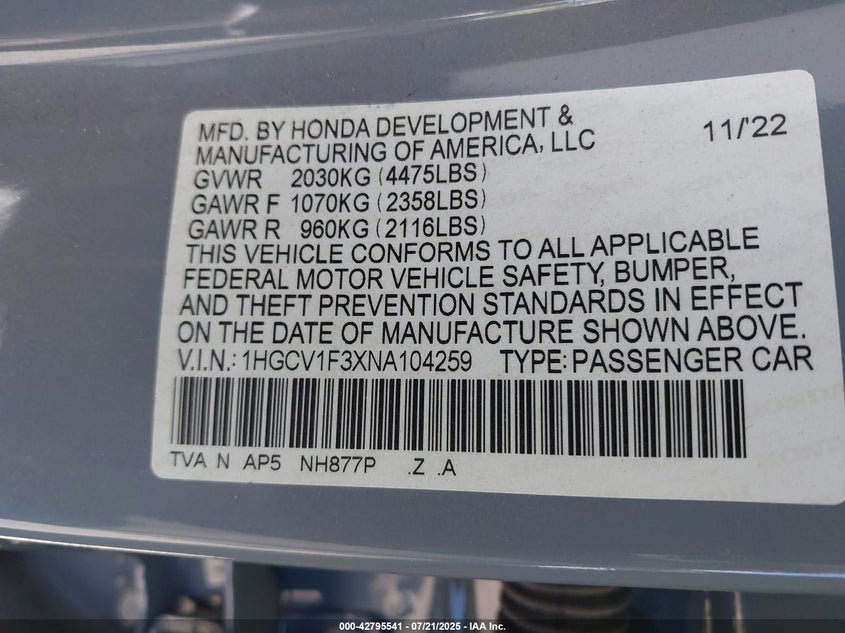 MFD. BY HONDA DEVELOPMENT &
MANUFACTURING OF AMERICA, LLC
11/'22
GVWR 2030KG (4475LBS)
GAWR F 1070KG (2358LBS)
GAWR R 960KG (2116LBS)
THIS VEHICLE CONFORMS TO ALL APPLICABLE
FEDERAL MOTOR VEHICLE SAFETY, BUMPER,
AND THEFT PREVENTION STANDARDS IN EFFECT
ON THE DATE OF MANUFACTURE SHOWN ABOVE.
V.I.N.: 1HGCV1F3XNA104259 TYPE: PASSENGER CAR
TVA N AP5 NH877P .Z .A
000-42795541 - 07/21/2025 - IAA Inc.